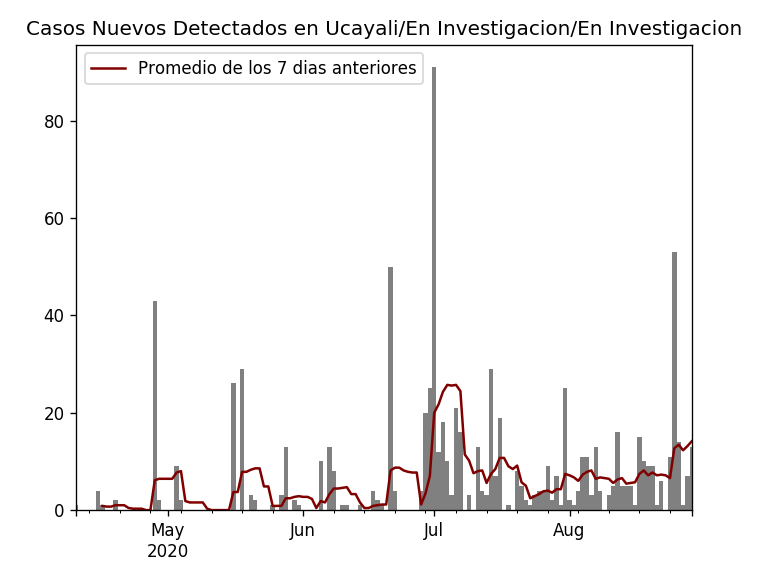 Casos Nuevos Detectados en Ucayali/En Investigacion/En Investigacion
Promedio de los 7 dias anteriores
80
60
40
20
0
May
2020
Jun
Jul
Aug